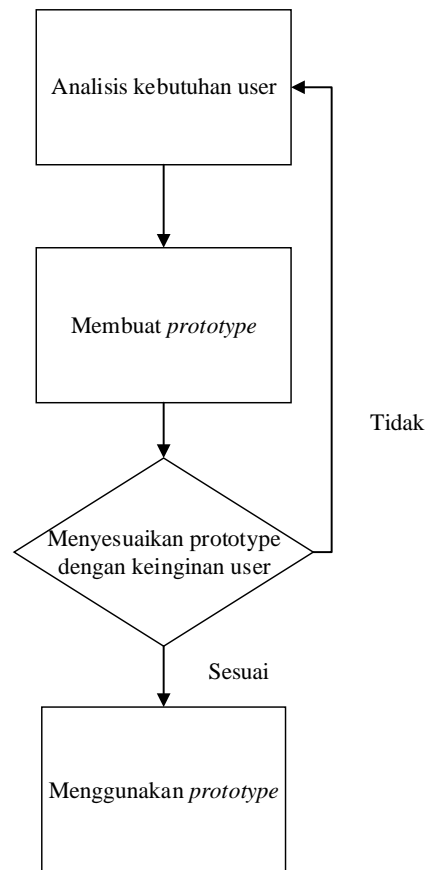 Analisis kebutuhan user
Membuat prototype
Tidak
Menyesuaikan prototype
dengan keinginan user
Sesuai
Menggunakan prototype